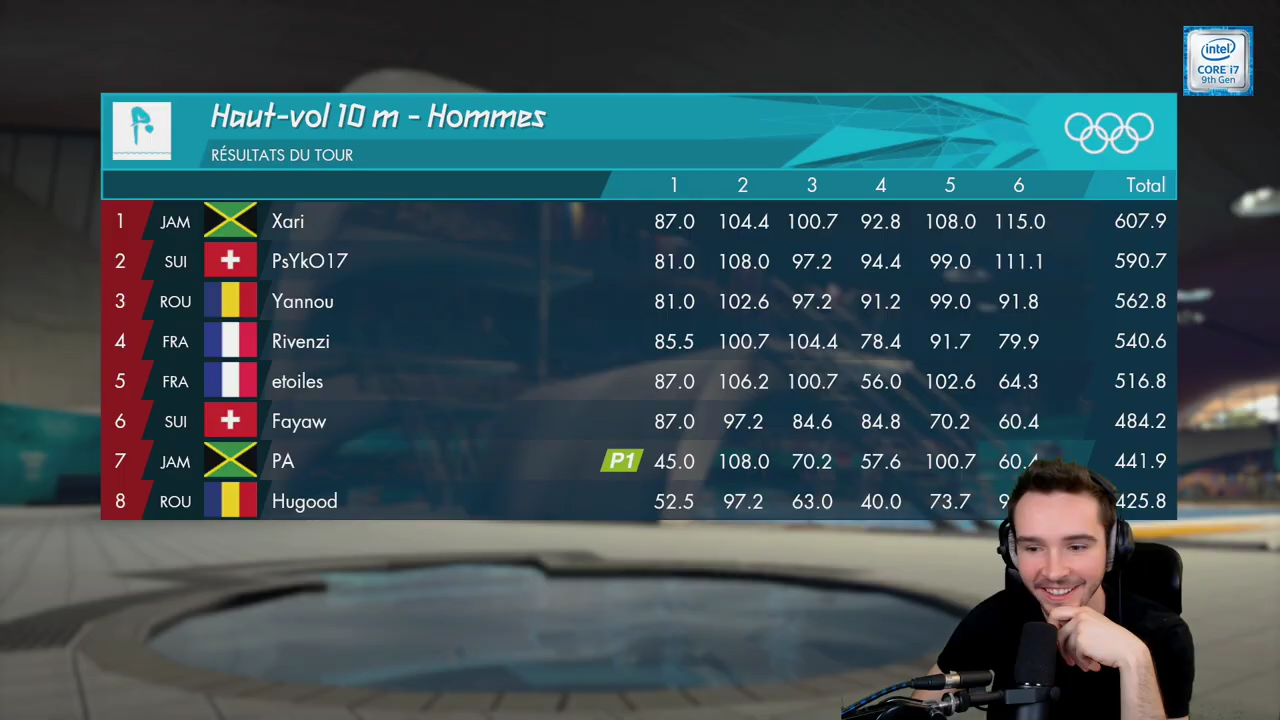 intel
CORE i7
9th Gen
Haut-vol 10 m - Hommes
RÉSULTATS DU TOUR
1 2 3 4 5 6 Total
1 JAM Xari 87.0 104.4 100.7 92.8 108.0 115.0 607.9
2 SUI PsYkO17 81.0 108.0 97.2 94.4 99.0 111.1 590.7
3 ROU Yannou 81.0 102.6 97.2 91.2 99.0 91.8 562.8
4 FRA Rivenzi 85.5 100.7 104.4 78.4 91.7 79.9 540.6
5 FRA etoiles 87.0 106.2 100.7 56.0 102.6 64.3 516.8
6 SUI Fayaw 87.0 97.2 84.6 84.8 70.2 60.4 484.2
7 JAM PA P1 45.0 108.0 70.2 57.6 100.7 60.4 441.9
8 ROU Hugood 52.5 97.2 63.0 40.0 73.7 425.8